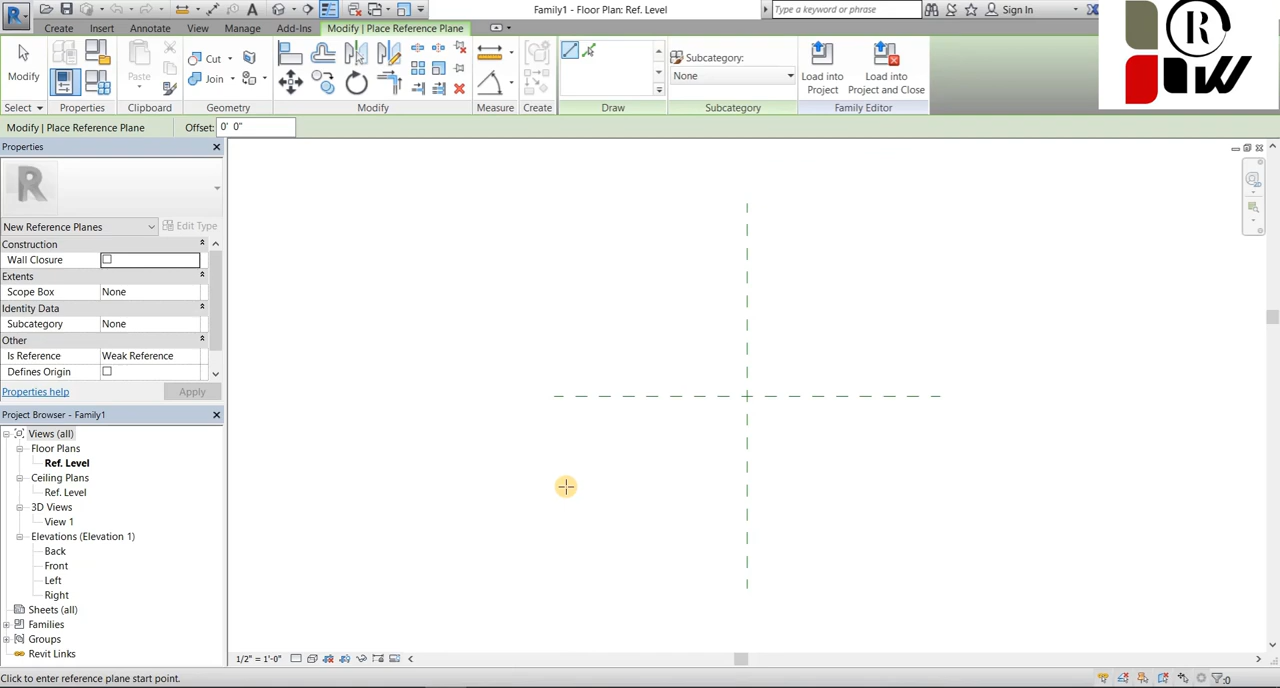 Family1 - Floor Plan: Ref. Level
Type a keyword or phrase
Sign In
Create
Insert
Annotate
View
Manage
Add-Ins
Modify | Place Reference Plane
Modify
Paste
Cut
Join
Subcategory:
None
Load into
Project
Load into
Project and Close
Select
Properties
Clipboard
Geometry
Modify
Measure
Create
Draw
Subcategory
Family Editor
Modify | Place Reference Plane
Offset:
0' 0"
Properties
R
New Reference Planes
Edit Type
Construction
Wall Closure
Extents
Scope Box
None
Identity Data
Subcategory
None
Other
Is Reference
Weak Reference
Defines Origin
Properties help
Apply
Project Browser - Family1
Views (all)
Floor Plans
Ref. Level
Ceiling Plans
Ref. Level
3D Views
View 1
Elevations (Elevation 1)
Back
Front
Left
Right
Sheets (all)
Families
Groups
Revit Links
1/2" = 1'-0"
Click to enter reference plane start point.
:0
R